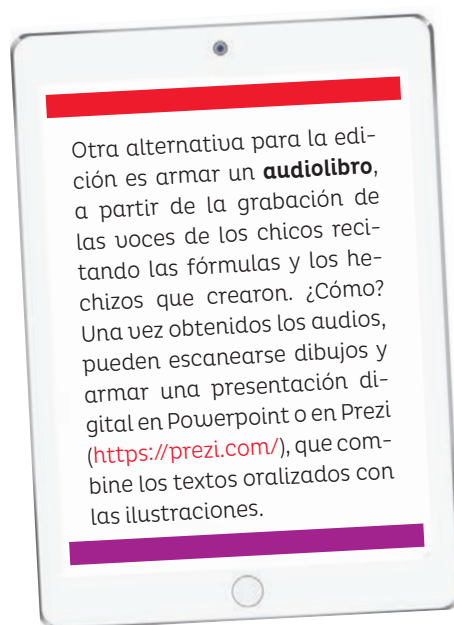 Otra alternativa para la edi-
ción es armar un audiolibro,
a partir de la grabación de
las voces de los chicos reci-
tando las fórmulas y los he-
chizos que crearon. ¿Cómo?
Una vez obtenidos los audios,
pueden escanearse dibujos y
armar una presentación di-
gital en Powerpoint o en Prezi
(https://prezi.com/), que com-
bine los textos oralizados con
las ilustraciones.